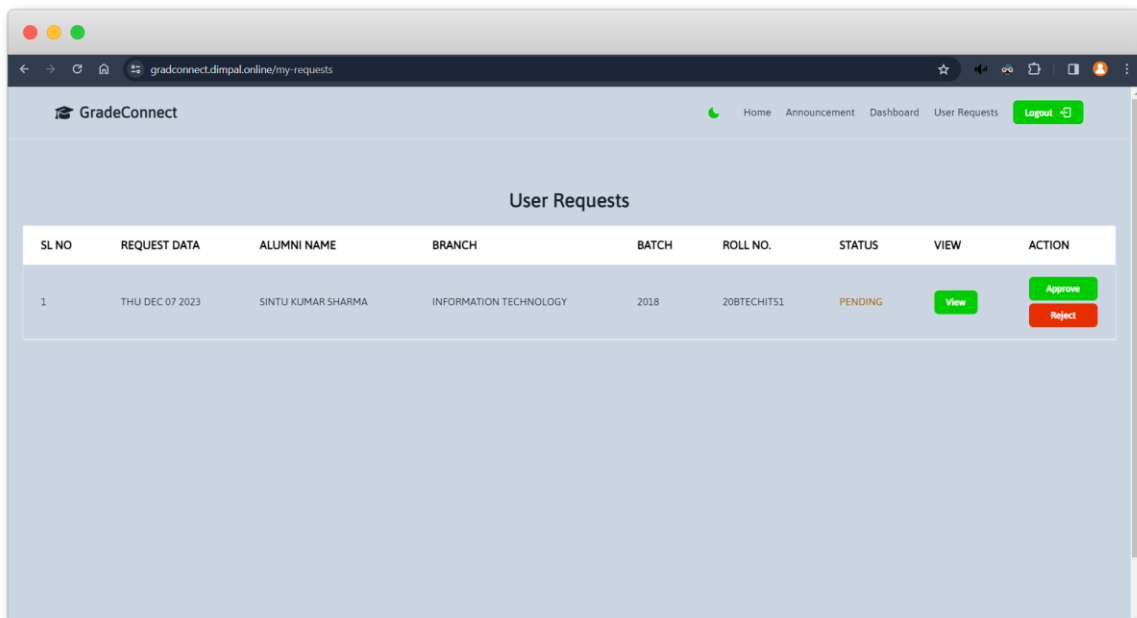 gradconnect.dimpal.online/my-requests
GradeConnect
Home Announcement Dashboard User Requests Logout
User Requests
SL NO REQUEST DATA ALUMNI NAME BRANCH BATCH ROLL NO. STATUS VIEW ACTION
1 THU DEC 07 2023 SINTU KUMAR SHARMA INFORMATION TECHNOLOGY 2018 20BTECHIT51 PENDING View Approve
Reject